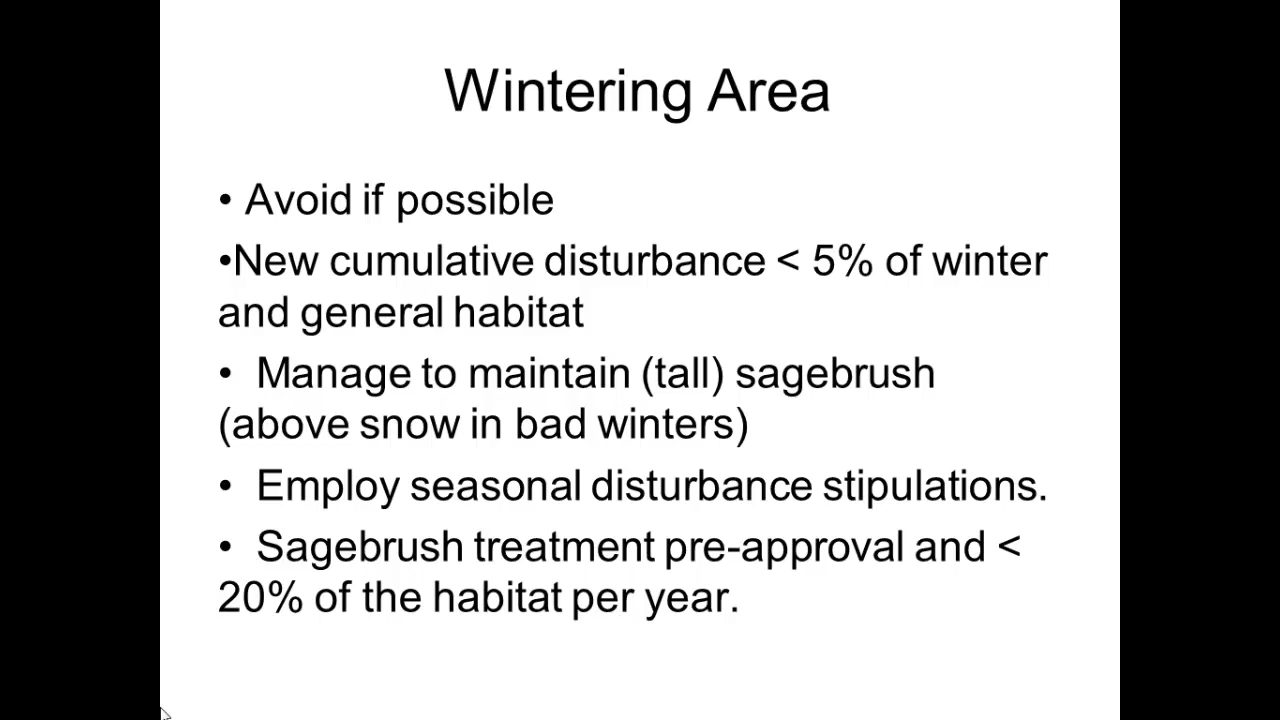 Wintering Area
• Avoid if possible
•New cumulative disturbance < 5% of winter
and general habitat
• Manage to maintain (tall) sagebrush
(above snow in bad winters)
• Employ seasonal disturbance stipulations.
• Sagebrush treatment pre-approval and <
20% of the habitat per year.